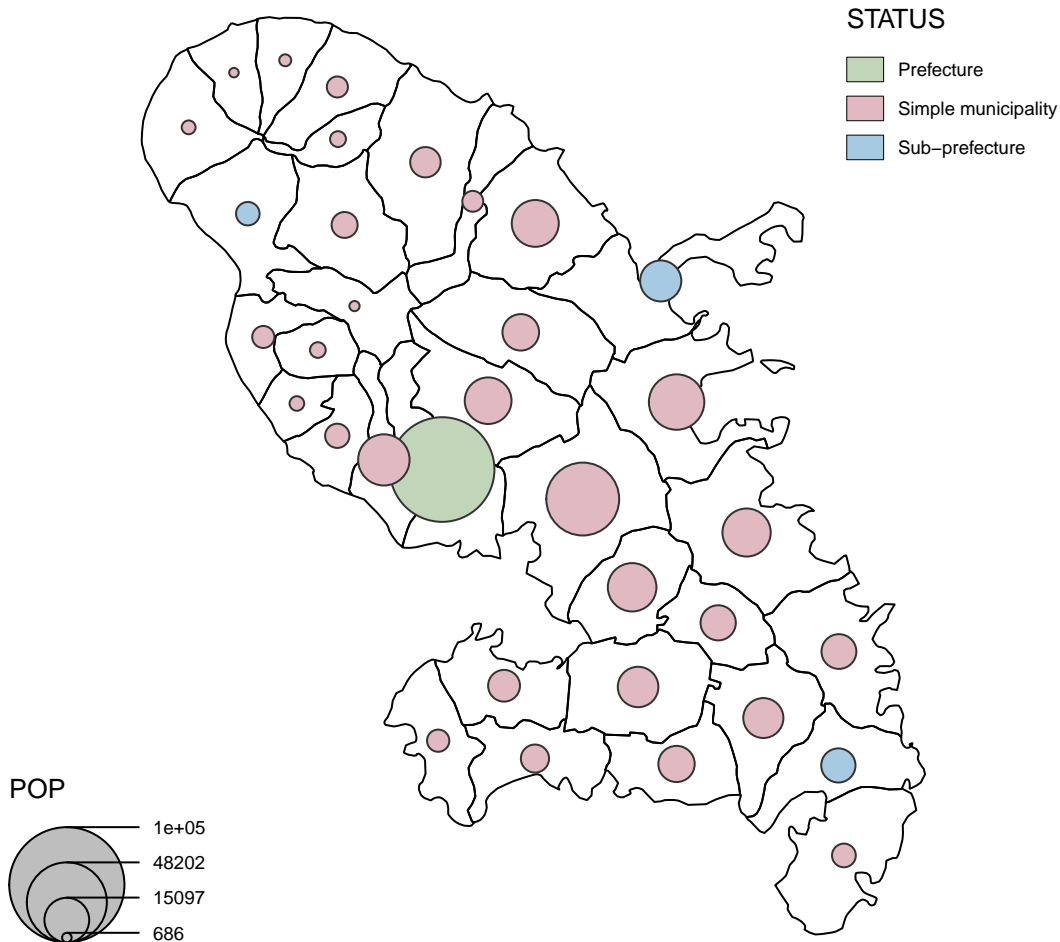 STATUS
Prefecture
Simple municipality
Sub−prefecture
POP
1e+05
48202
15097
686